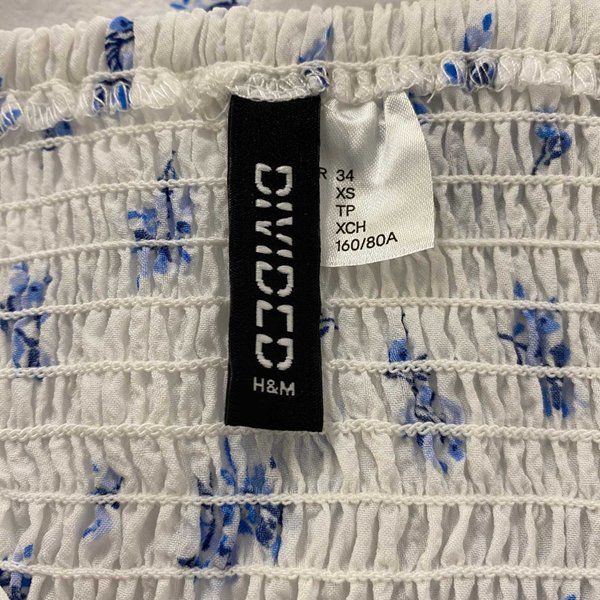 DIVIDED
H&M
R 34
XS
TP
XCH
160/80A